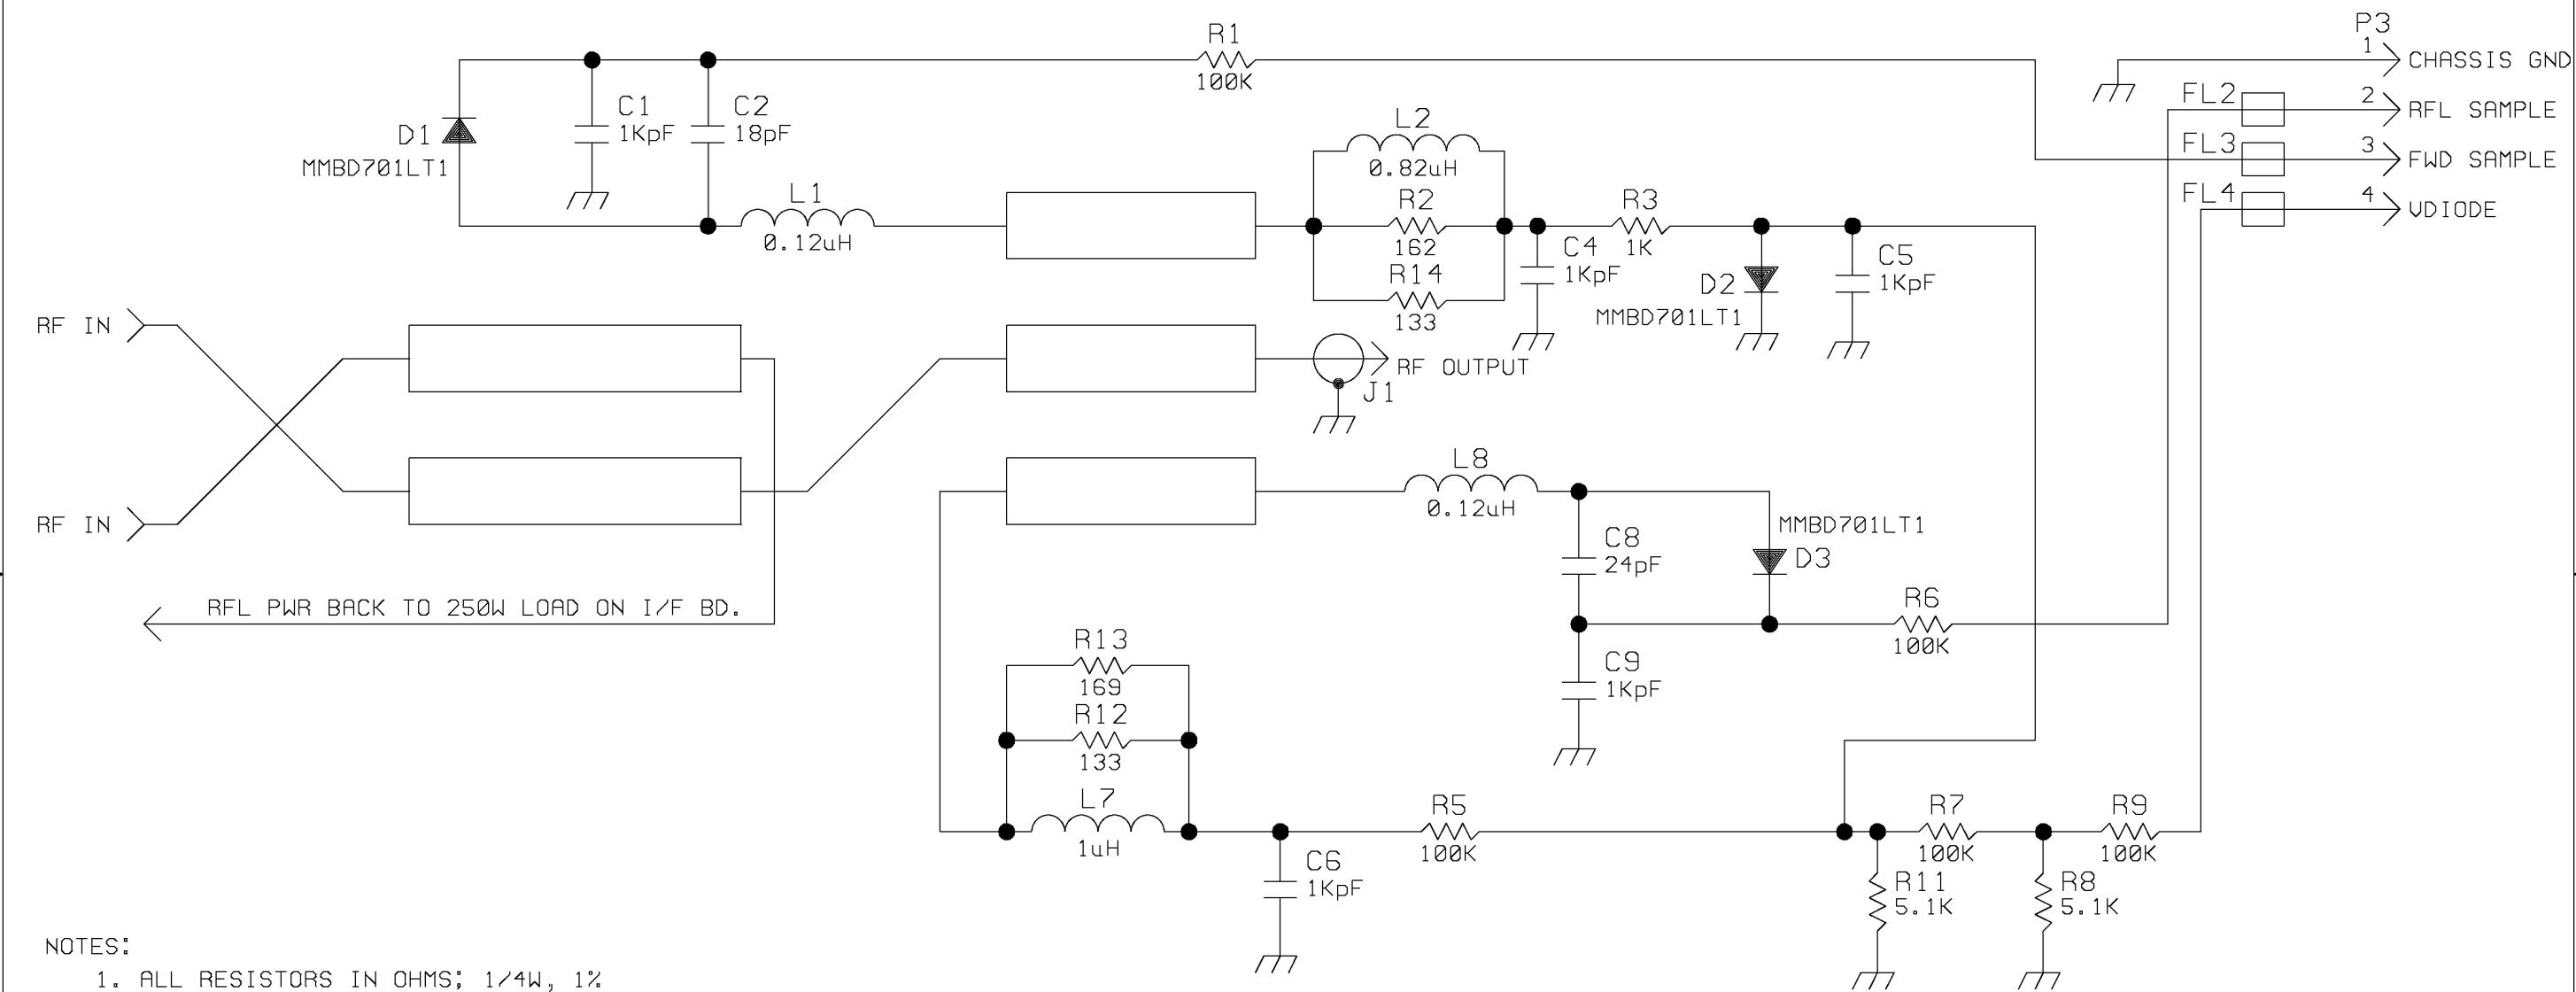 R1
100K
P3
1
CHASSIS GND
FL2
2
RFL SAMPLE
FL3
3
FWD SAMPLE
FL4
4
VDIODE
D1
MMBD701LT1
C1
1KpF
C2
18pF
L1
0.12uH
L2
0.82uH
R2
162
R14
133
C4
1KpF
R3
1K
D2
MMBD701LT1
C5
1KpF
RF IN
RF IN
RF OUTPUT
J1
L8
0.12uH
C8
24pF
MMBD701LT1
D3
RFL PWR BACK TO 250W LOAD ON I/F BD.
R6
100K
C9
1KpF
R13
169
R12
133
L7
1uH
C6
1KpF
R5
100K
R7
100K
R9
100K
R11
5.1K
R8
5.1K
NOTES:
1. ALL RESISTORS IN OHMS; 1/4W, 1%